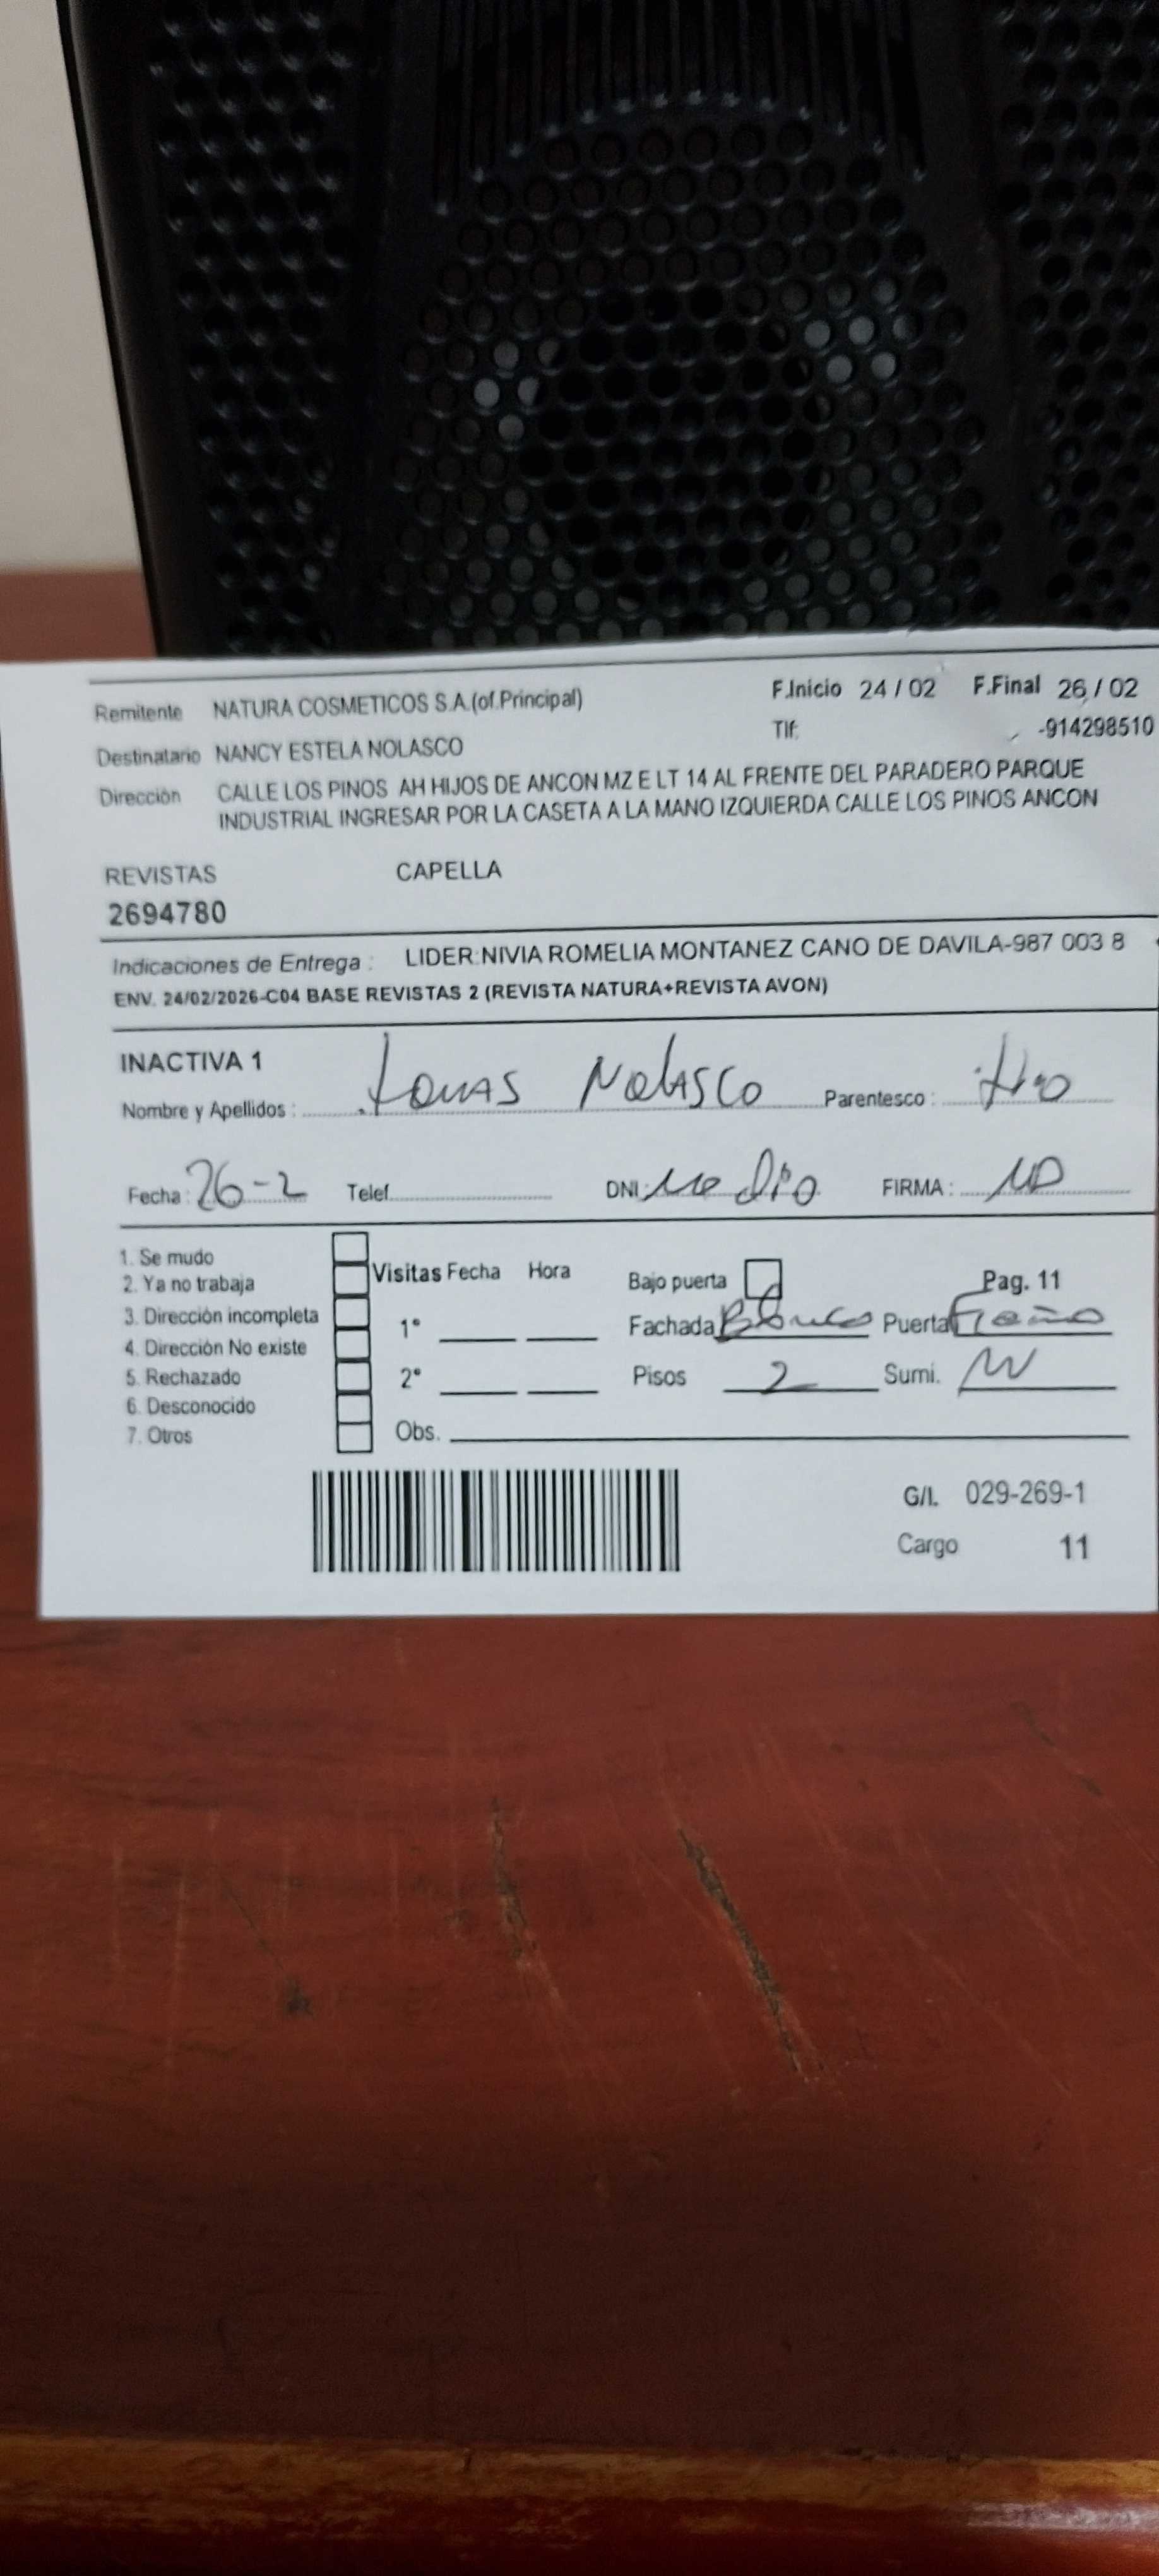 Remitente NATURA COSMETICOS S.A.(of.Principal) F.Inicio 24 / 02 F.Final 26 / 02
Destinatario NANCY ESTELA NOLASCO Tlf: -914298510
Dirección CALLE LOS PINOS AH HIJOS DE ANCON MZ E LT 14 AL FRENTE DEL PARADERO PARQUE
INDUSTRIAL INGRESAR POR LA CASETA A LA MANO IZQUIERDA CALLE LOS PINOS ANCON
REVISTAS CAPELLA
2694780
Indicaciones de Entrega : LIDER:NIVIA ROMELIA MONTANEZ CANO DE DAVILA-987 003 8
ENV. 24/02/2026-C04 BASE REVISTAS 2 (REVISTA NATURA+REVISTA AVON)
INACTIVA 1
Nombre y Apellidos : Tomas Nolasco Parentesco :
Fecha : 26-2 Telef. DNI: no dio FIRMA : ND
1. Se mudo
2. Ya no trabaja Visitas Fecha Hora Bajo puerta Pag. 11
3. Dirección incompleta 1° Fachada Blanco Puerta
4. Dirección No existe
5. Rechazado 2° Pisos 2 Sumi.
6. Desconocido
7. Otros Obs.
G/I. 029-269-1
Cargo 11